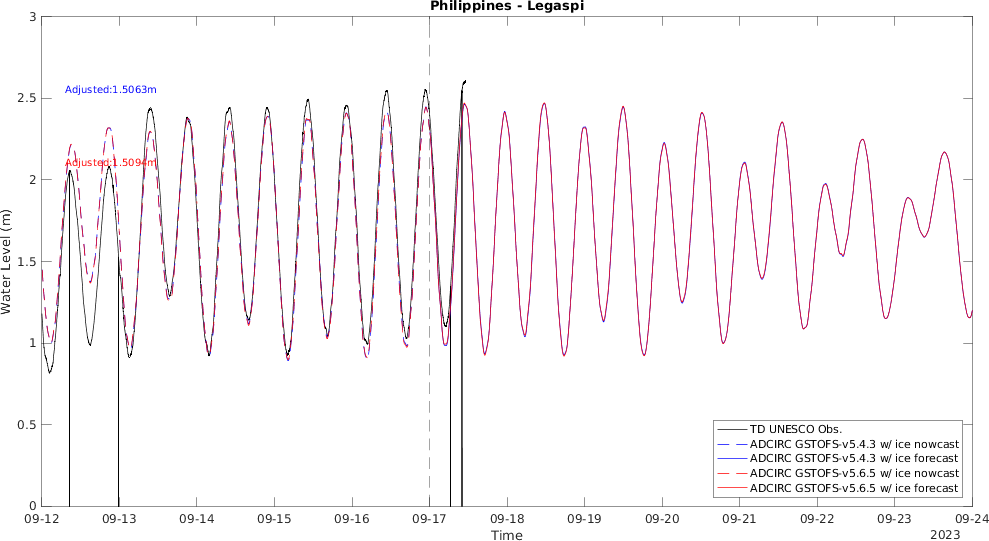 Philippines - Legaspi
3
2.5
2
1.5
1
0.5
0
Water Level (m)
Adjusted:1.5063m
Adjusted:1.5094m
TD UNESCO Obs.
ADCIRC GSTOFS-v5.4.3 w/ ice nowcast
ADCIRC GSTOFS-v5.4.3 w/ ice forecast
ADCIRC GSTOFS-v5.6.5 w/ ice nowcast
ADCIRC GSTOFS-v5.6.5 w/ ice forecast
09-12 09-13 09-14 09-15 09-16 09-17 09-18 09-19 09-20 09-21 09-22 09-23 09-24
Time
2023